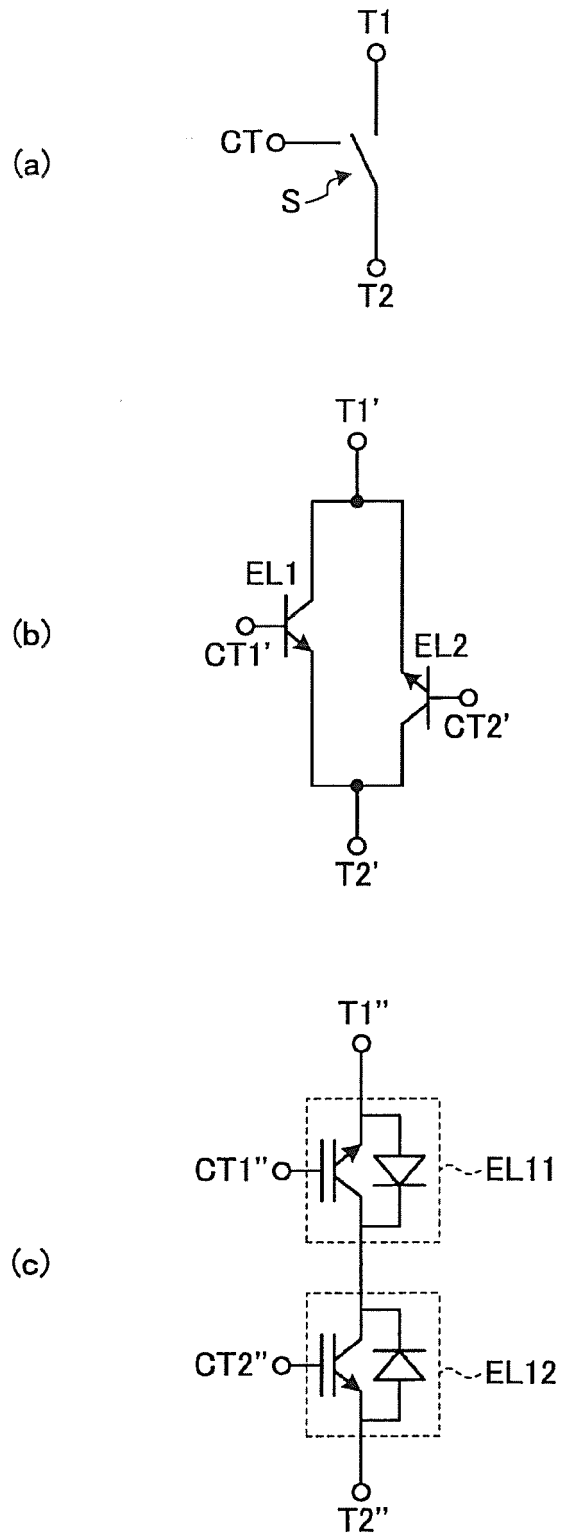 T1
CT
(a)
S
T2
T1'
EL1
(b)
CT1'
EL2
CT2'
T2'
T1"
CT1"
EL11
(c)
CT2"
EL12
T2"